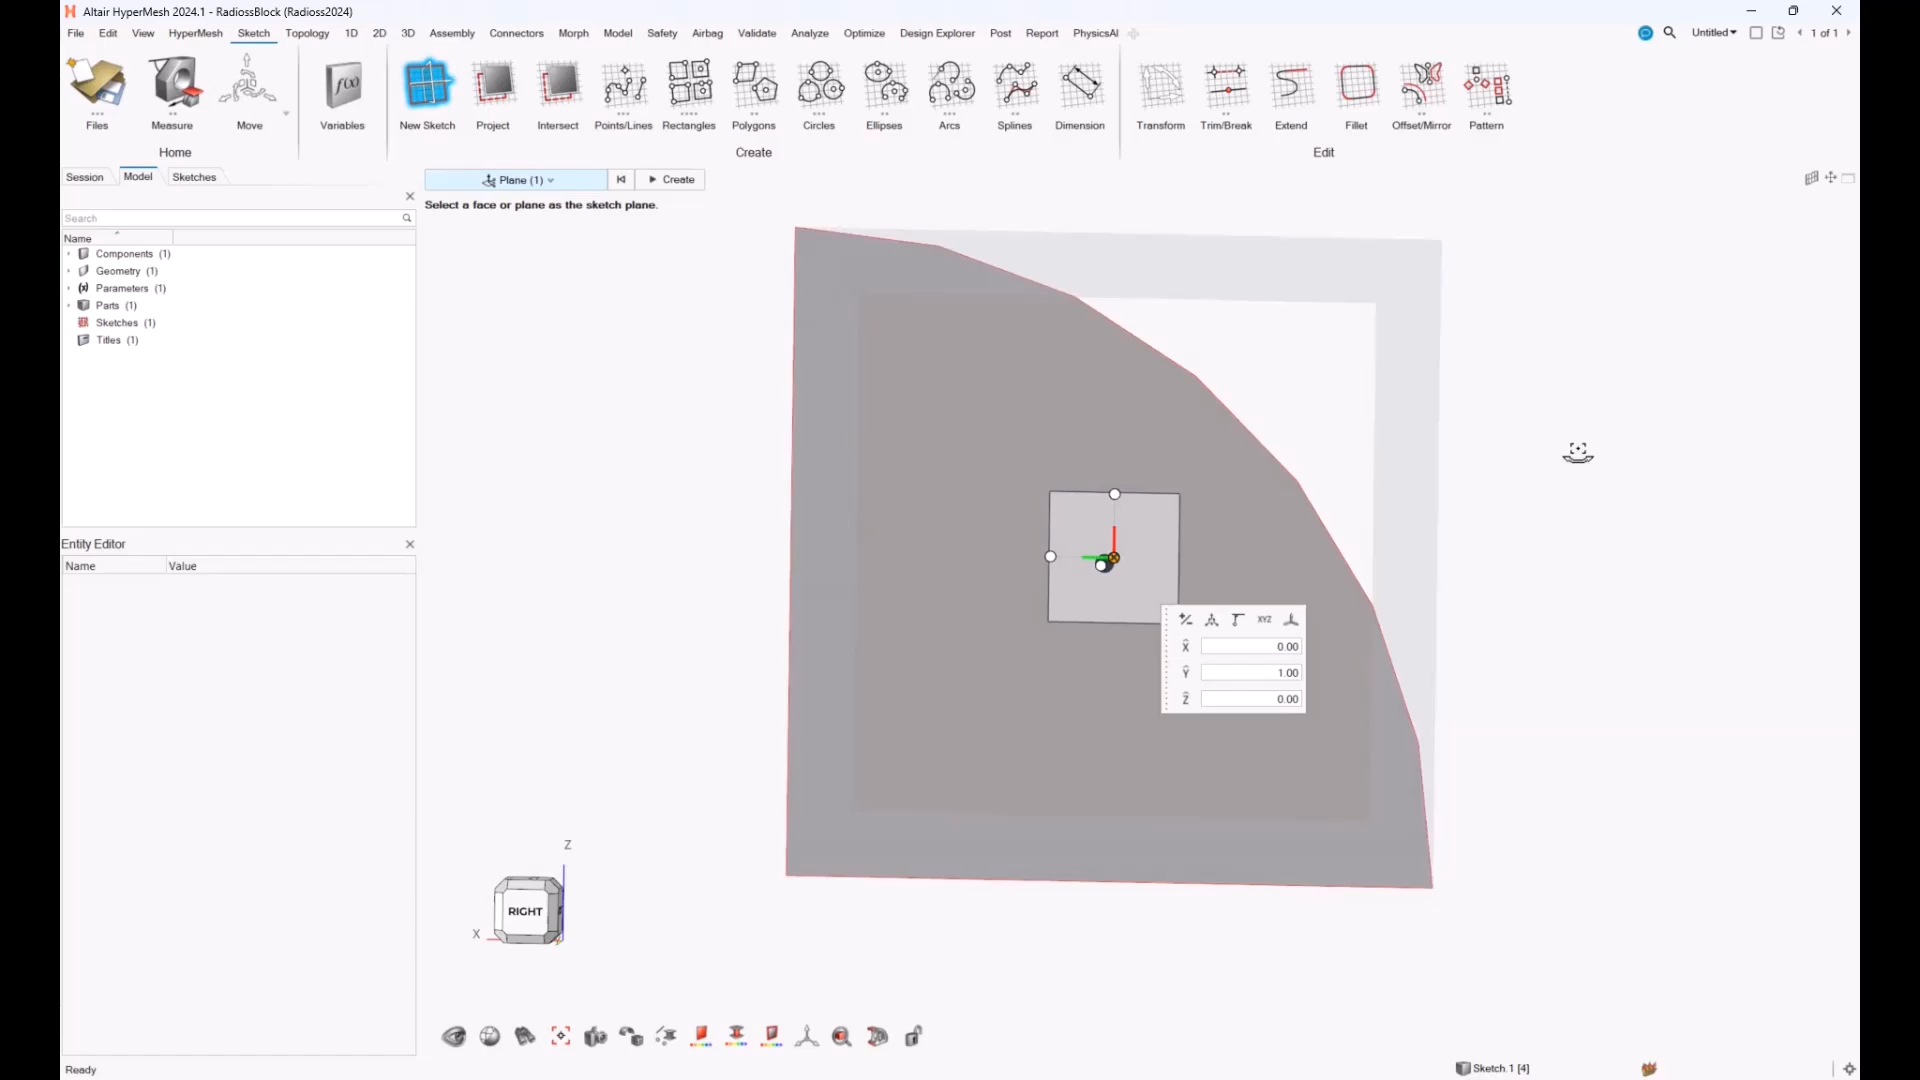 Altair HyperMesh 2024.1 - RadiossBlock (Radioss2024)
File Edit View HyperMesh Sketch Topology 1D 2D 3D Assembly Connectors Morph Model Safety Airbag Validate Analyze Optimize Design Explorer Post Report PhysicsAI Untitled 1 of 1
f(x)
Files Measure Move Variables New Sketch Project Intersect Points/Lines Rectangles Polygons Circles Ellipses Arcs Splines Dimension Transform Trim/Break Extend Fillet Offset/Mirror Pattern
Home Create Edit
Session Model Sketches
Plane (1) Create
Select a face or plane as the sketch plane.
Search
Name
Components (1)
Geometry (1)
(x) Parameters (1)
Parts (1)
Sketches (1)
Titles (1)
Entity Editor
Name Value
XYZ
X 0.00
Y 1.00
Z 0.00
Z
RIGHT
X
Ready
Sketch.1 [4]